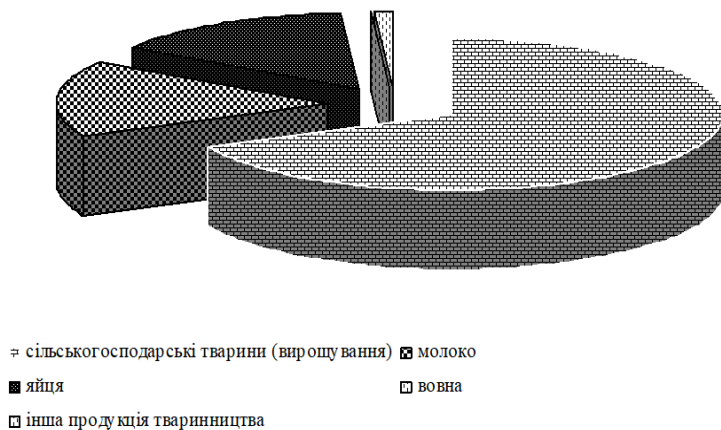 сільськогосподарські тварини (вирощування) молоко
яйця вовна
інша продукція тваринництва